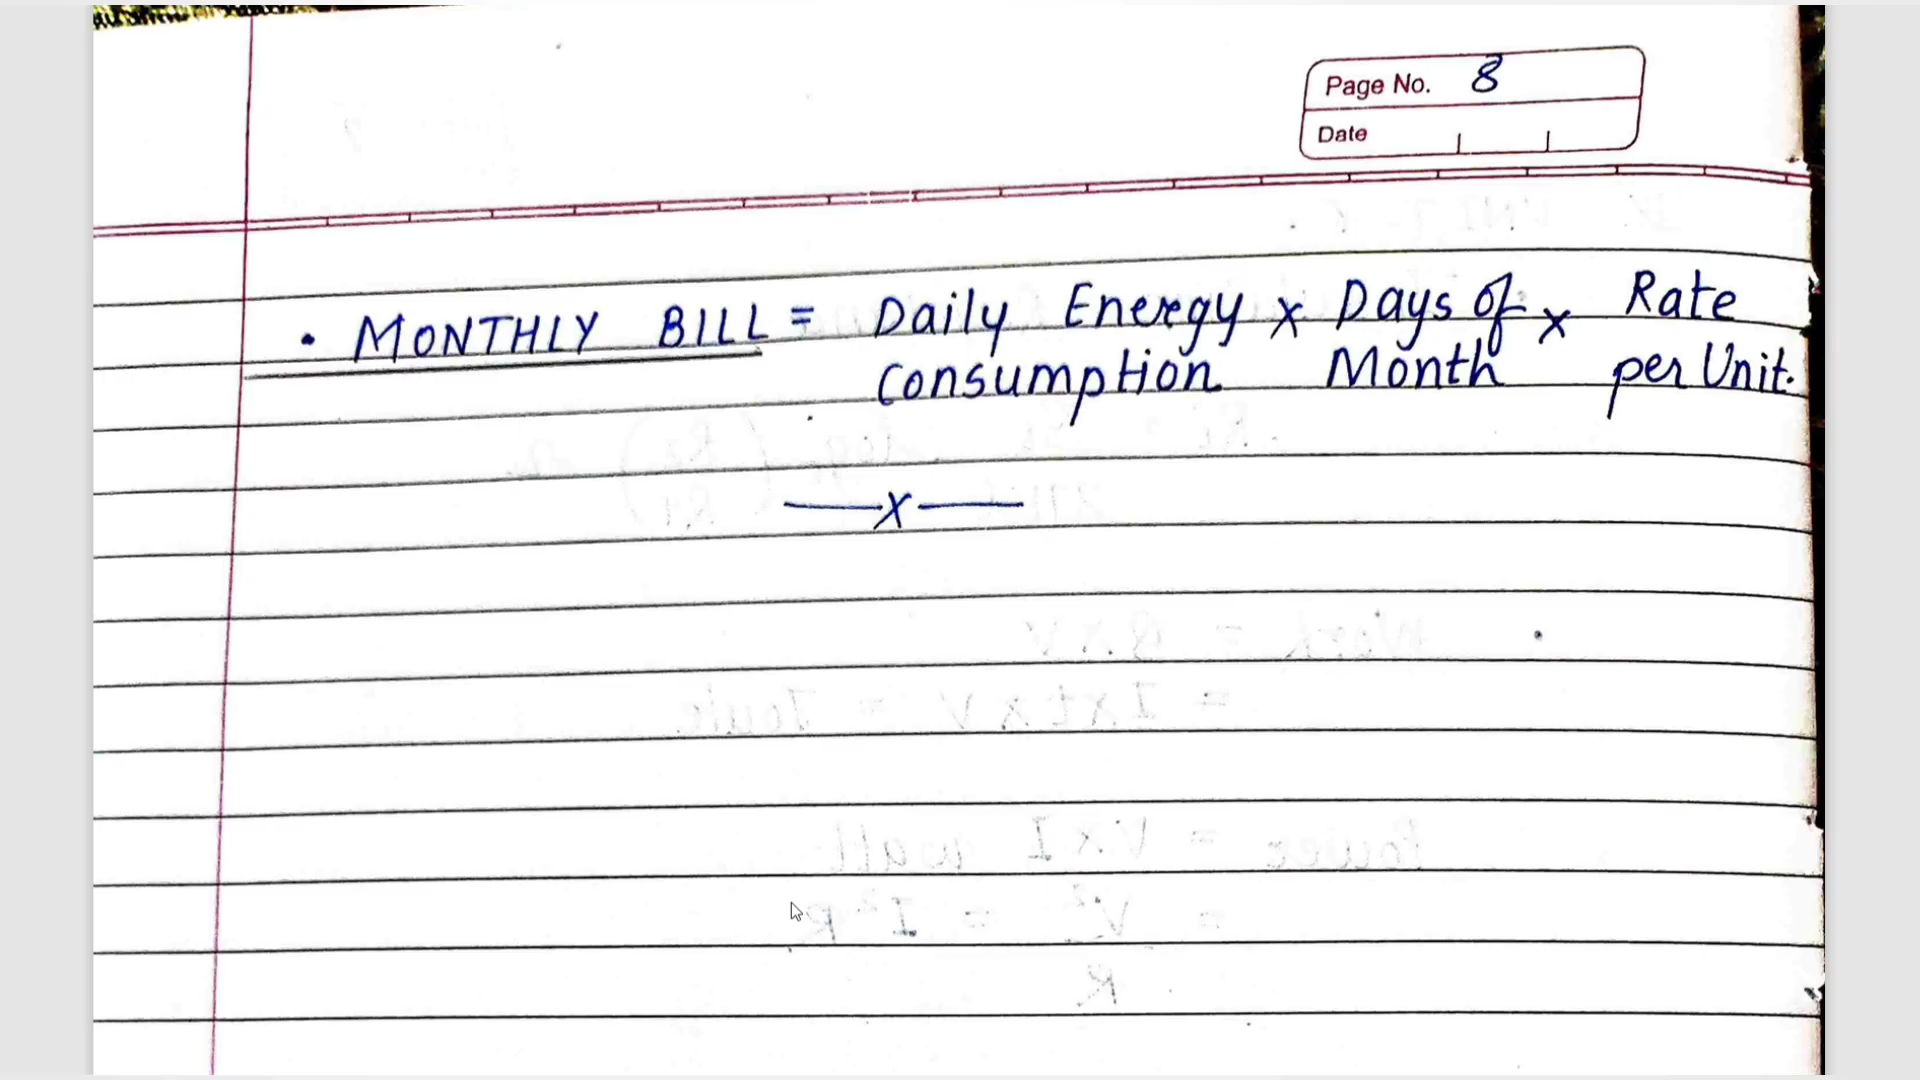 Page No. 8
Date
• MONTHLY BILL = Daily Energy x Days of x Rate
consumption Month per Unit.
——x——